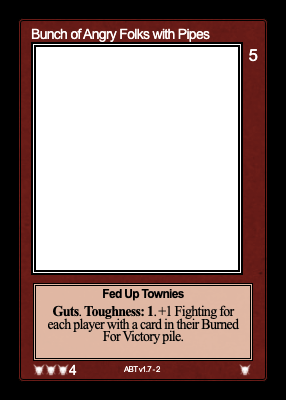 Bunch of Angry Folks with Pipes
5
Fed Up Townies
Guts. Toughness: 1. +1 Fighting for
each player with a card in their Burned
For Victory pile.
4
ABT v1.7 - 2